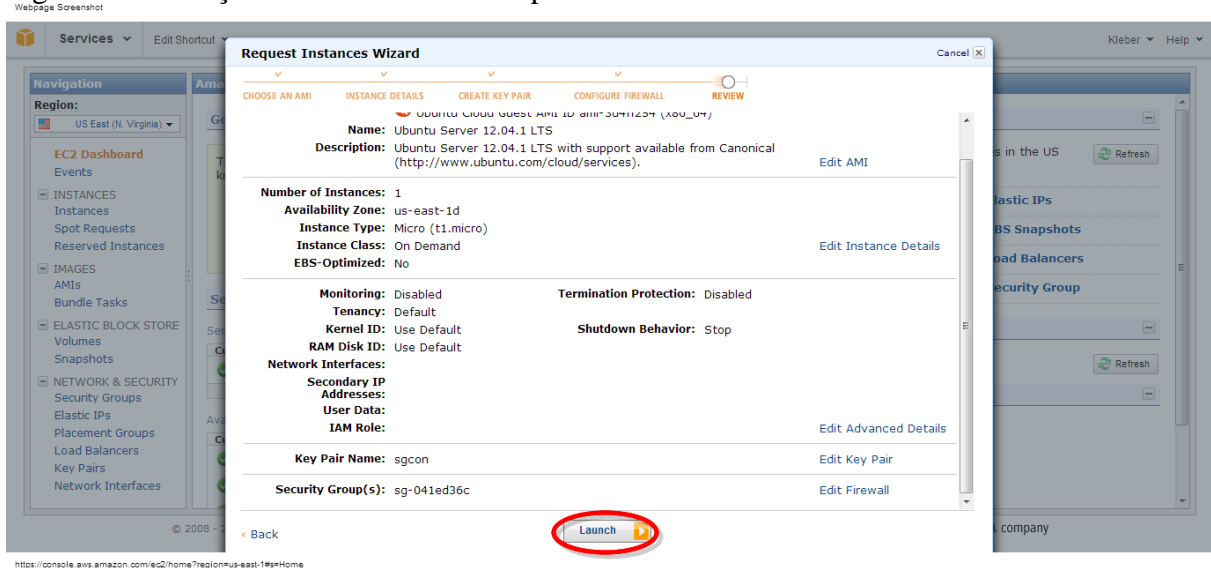 Webpage Screenshot
Services Edit Shortcut Kleber Help
Request Instances Wizard Cancel
CHOOSE AN AMI INSTANCE DETAILS CREATE KEY PAIR CONFIGURE FIREWALL REVIEW
Navigation
Region:
US East (N. Virginia)
EC2 Dashboard
Events
INSTANCES
Instances
Spot Requests
Reserved Instances
IMAGES
AMIs
Bundle Tasks
ELASTIC BLOCK STORE
Volumes
Snapshots
NETWORK & SECURITY
Security Groups
Elastic IPs
Placement Groups
Load Balancers
Key Pairs
Network Interfaces
Name: Ubuntu Server 12.04.1 LTS
Description: Ubuntu Server 12.04.1 LTS with support available from Canonical
(http://www.ubuntu.com/cloud/services). Edit AMI
Number of Instances: 1
Availability Zone: us-east-1d
Instance Type: Micro (t1.micro)
Instance Class: On Demand Edit Instance Details
EBS-Optimized: No
Monitoring: Disabled Termination Protection: Disabled
Tenancy: Default
Kernel ID: Use Default Shutdown Behavior: Stop
RAM Disk ID: Use Default
Network Interfaces:
Secondary IP
Addresses:
User Data:
IAM Role: Edit Advanced Details
Key Pair Name: sgcon Edit Key Pair
Security Group(s): sg-041ed36c Edit Firewall
Back Launch
s in the US Refresh
lastic IPs
BS Snapshots
oad Balancers
ecurity Group
Refresh
© 2008 - company
https://console.aws.amazon.com/ec2/home?region=us-east-1#s=Home